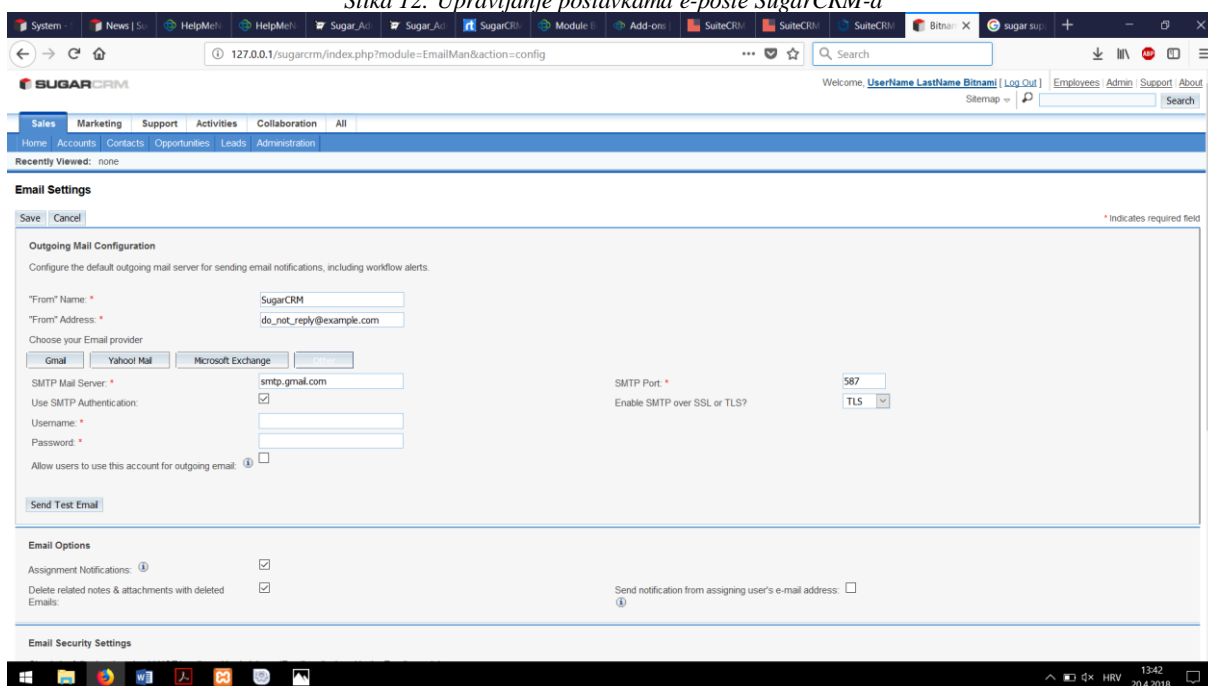 Slika 12. Upravljanje postavkama e-pošte SugarCRM-a
System - News | Su HelpMeN HelpMeN Sugar_Ad Sugar_Ad SugarCRM Module B Add-ons | SuiteCRM SuiteCRM SuiteCRM Bitnan sugar sup
127.0.0.1/sugarcrm/index.php?module=EmailMan&action=config Search
SUGARCRM Welcome, UserName LastName Bitnami [ Log Out ] Employees | Admin | Support | About
Sitemap Search
Sales Marketing Support Activities Collaboration All
Home Accounts Contacts Opportunities Leads Administration
Recently Viewed: none
Email Settings
Save Cancel * Indicates required field
Outgoing Mail Configuration
Configure the default outgoing mail server for sending email notifications, including workflow alerts.
"From" Name: * SugarCRM
"From" Address: * do_not_reply@example.com
Choose your Email provider
Gmail Yahoo! Mail Microsoft Exchange Other
SMTP Mail Server: * smtp.gmail.com SMTP Port: * 587
Use SMTP Authentication: Enable SMTP over SSL or TLS? TLS
Username: *
Password: *
Allow users to use this account for outgoing email:
Send Test Email
Email Options
Assignment Notifications:
Delete related notes & attachments with deleted Send notification from assigning user's e-mail address:
Emails:
Email Security Settings
HRV 13:42
20.4.2018